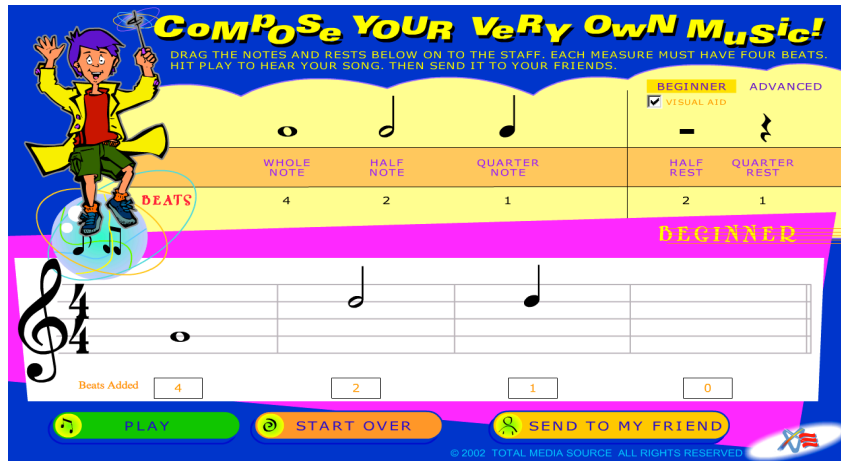 CoMPoSe YoUR VeRy OwN MuSic!
DRAG THE NOTES AND RESTS BELOW ON TO THE STAFF. EACH MEASURE MUST HAVE FOUR BEATS.
HIT PLAY TO HEAR YOUR SONG. THEN SEND IT TO YOUR FRIENDS.
BEGINNER ADVANCED
VISUAL AID
WHOLE NOTE HALF NOTE QUARTER NOTE HALF REST QUARTER REST
BEATS 4 2 1 2 1
BEGINNER
4
4
Beats Added 4 2 1 0
PLAY START OVER SEND TO MY FRIEND
© 2002 TOTAL MEDIA SOURCE ALL RIGHTS RESERVED